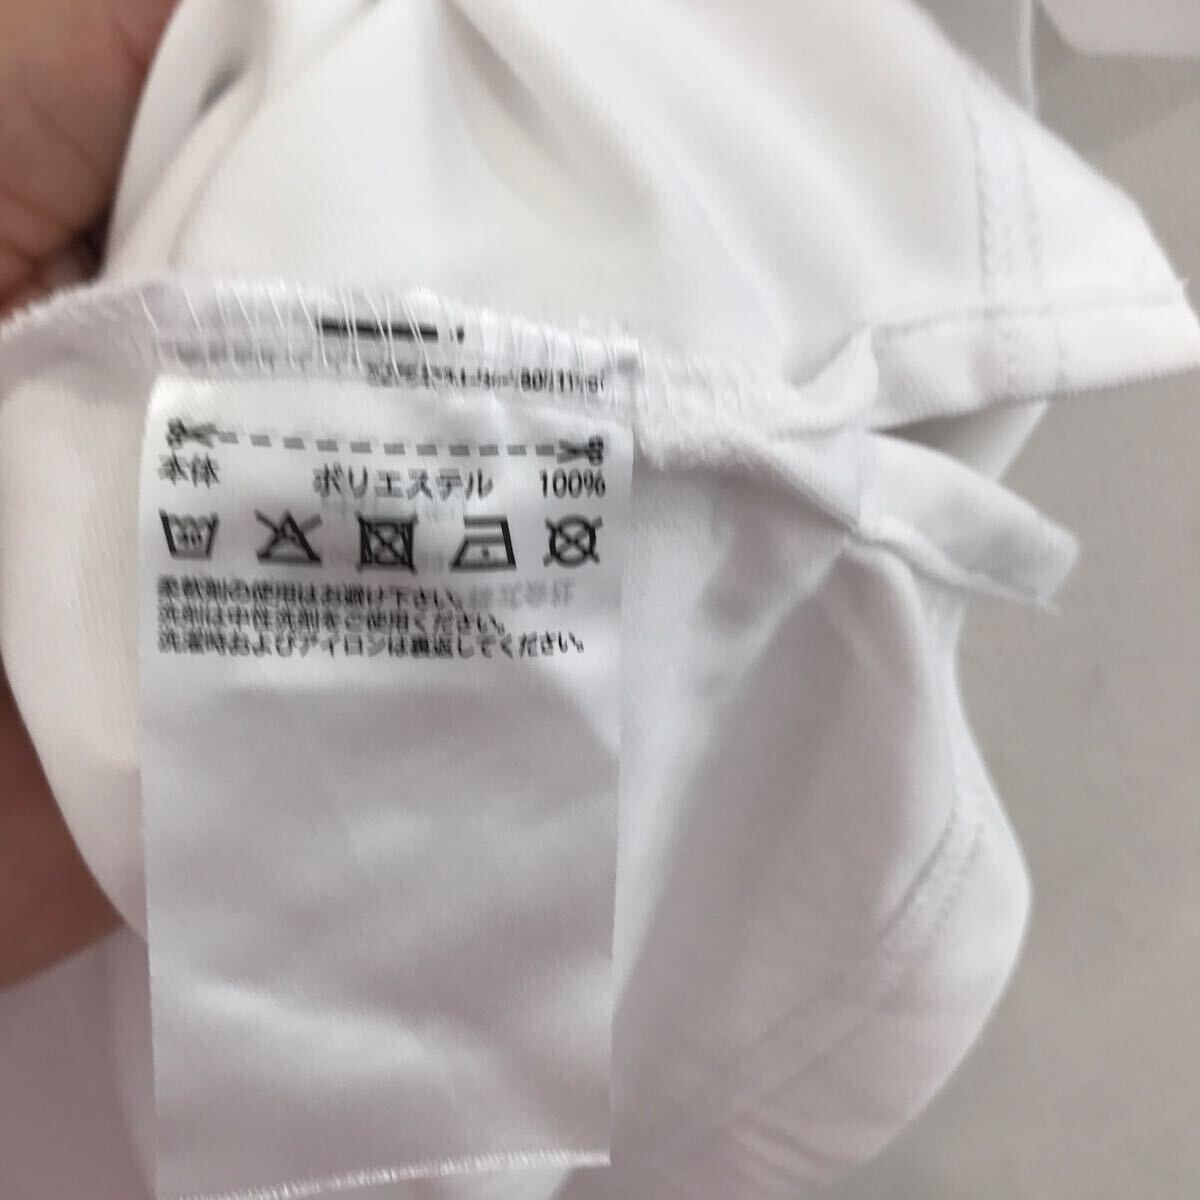 本体 ポリエステル 100%
30
柔軟剤の使用はお避け下さい。
洗剤は中性洗剤をご使用ください。
洗濯時およびアイロンは裏返してください。